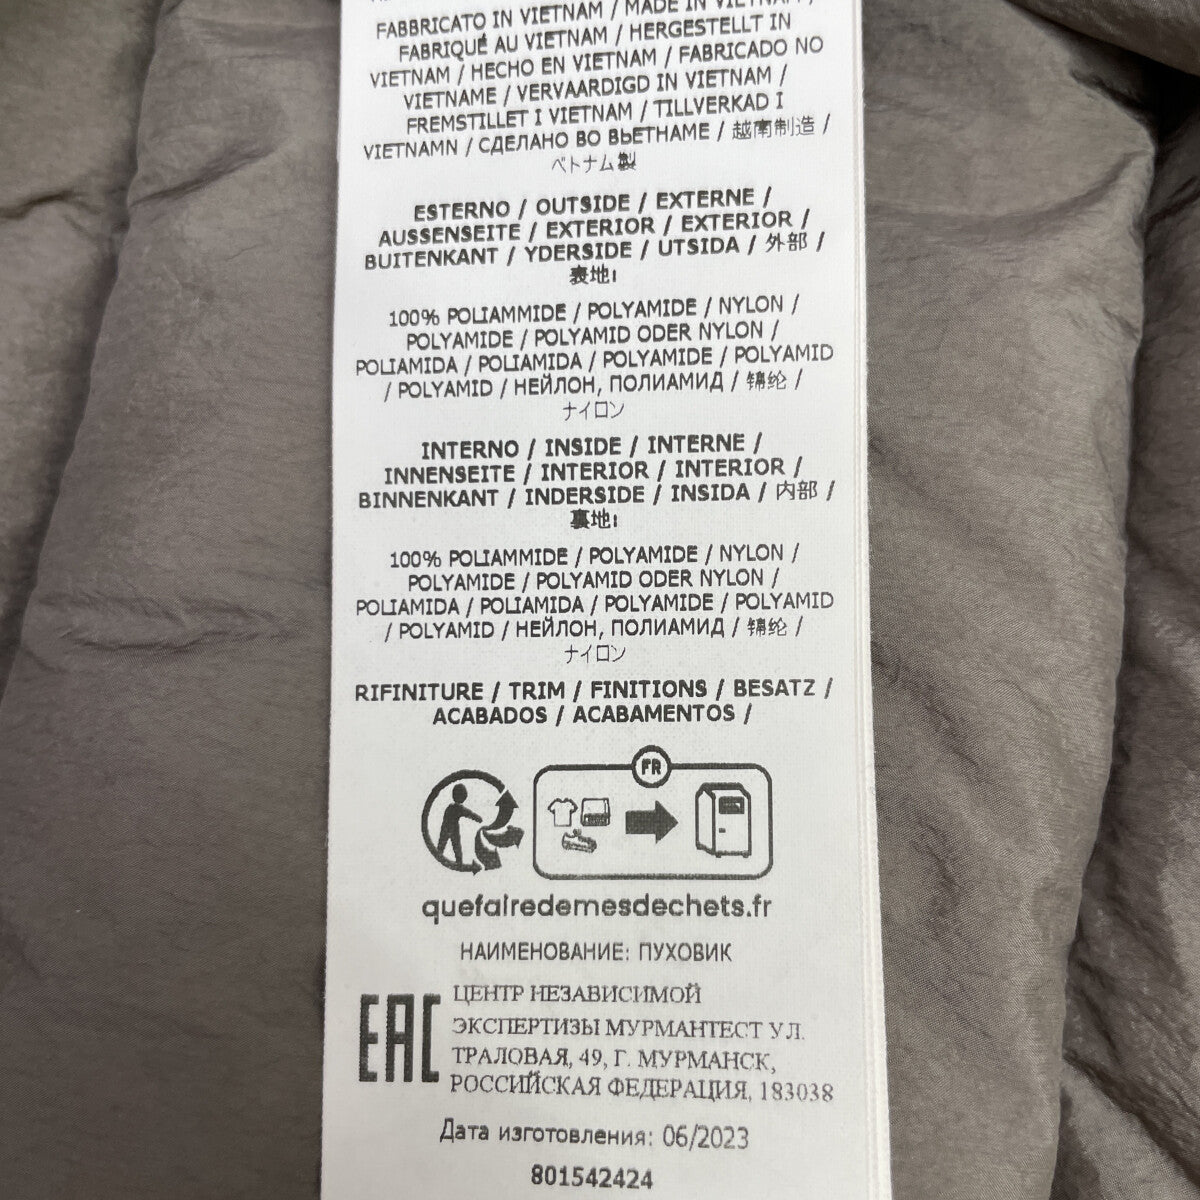 FABBRICATO IN VIETNAM / MADE IN VIETNAM /
FABRIQUÉ AU VIETNAM / HERGESTELLT IN
VIETNAM / HECHO EN VIETNAM / FABRICADO NO
VIETNAME / VERVAARDIGD IN VIETNAM /
FREMSTILLET I VIETNAM / TILLVERKAD I
VIETNAMN / СДЕЛАНО ВО ВЬЕТНАМЕ / 越南制造 /
ベトナム製
ESTERNO / OUTSIDE / EXTERNE /
AUSSENSEITE / EXTERIOR / EXTERIOR /
BUITENKANT / YDERSIDE / UTSIDA / 外部 /
表地:
100% POLIAMMIDE / POLYAMIDE / NYLON /
POLYAMIDE / POLYAMID ODER NYLON /
POLIAMIDA / POLIAMIDA / POLYAMIDE / POLYAMID
/ POLYAMID / НЕЙЛОН, ПОЛИАМИД / 锦纶 /
ナイロン
INTERNO / INSIDE / INTERNE /
INNENSEITE / INTERIOR / INTERIOR /
BINNENKANT / INDERSIDE / INSIDA / 内部 /
裏地:
100% POLIAMMIDE / POLYAMIDE / NYLON /
POLYAMIDE / POLYAMID ODER NYLON /
POLIAMIDA / POLIAMIDA / POLYAMIDE / POLYAMID
/ POLYAMID / НЕЙЛОН, ПОЛИАМИД / 锦纶 /
ナイロン
RIFINITURE / TRIM / FINITIONS / BESATZ /
ACABADOS / ACABAMENTOS /
FR
quefairedemesdechets.fr
НАИМЕНОВАНИЕ: ПУХОВИК
EAC
ЦЕНТР НЕЗАВИСИМОЙ
ЭКСПЕРТИЗЫ МУРМАНТЕСТ УЛ.
ТРАЛОВАЯ, 49, Г. МУРМАНСК,
РОССИЙСКАЯ ФЕДЕРАЦИЯ, 183038
Дата изготовления: 06/2023
801542424